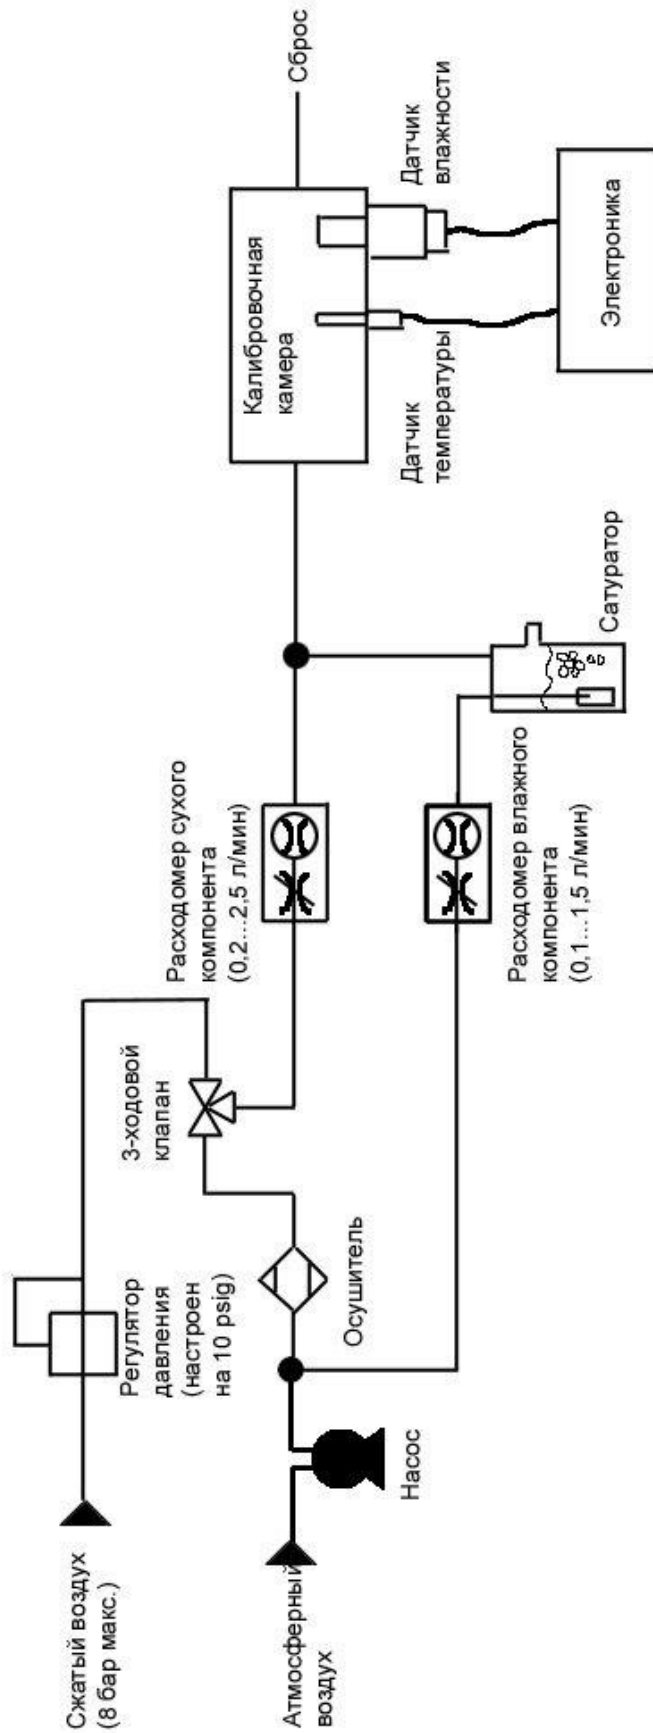 Сжатый воздух
(8 бар макс.)
Регулятор
давления
(настроен
на 10 psig)
3-ходовой
клапан
Расходомер сухого
компонента
(0,2...2,5 л/мин)
Калибровочная
камера
Сброс
Атмосферный
воздух
Насос
Осушитель
Расходомер влажного
компонента
(0,1...1,5 л/мин)
Сатуратор
Датчик
температуры
Датчик
влажности
Электроника